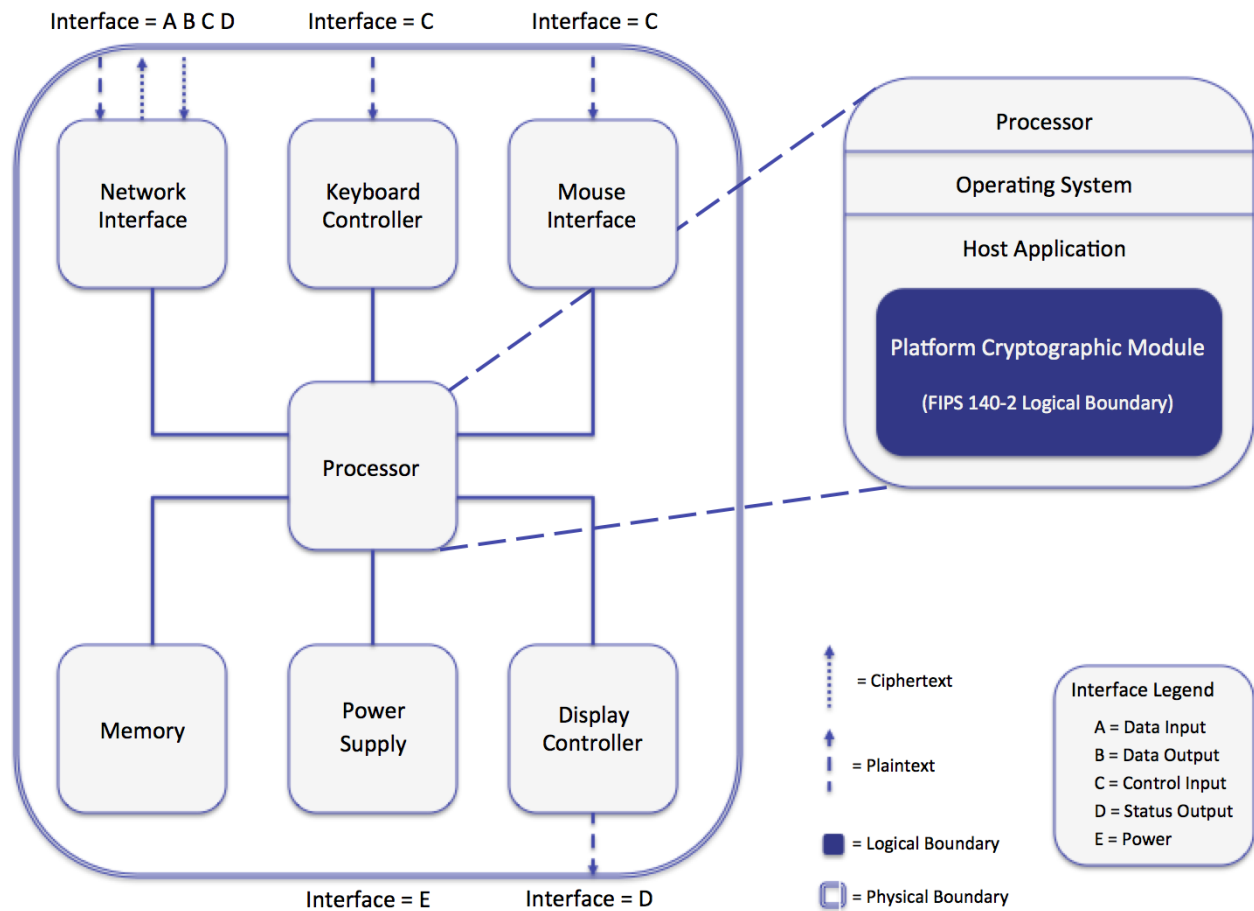 Interface = A B C D
Interface = C
Interface = C
Network
Interface
Keyboard
Controller
Mouse
Interface
Processor
Memory
Power
Supply
Display
Controller
Interface = E
Interface = D
Processor
Operating System
Host Application
Platform Cryptographic Module
(FIPS 140-2 Logical Boundary)
= Ciphertext
= Plaintext
= Logical Boundary
= Physical Boundary
Interface Legend
A = Data Input
B = Data Output
C = Control Input
D = Status Output
E = Power